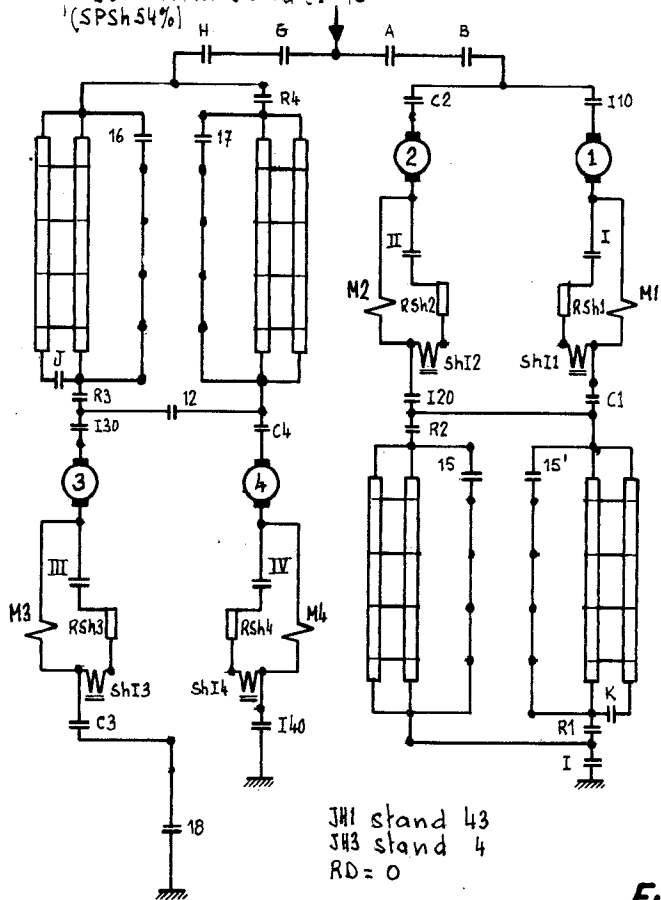 (SPSh 54%)
H G A B
R4 C2 I10
16 17
2 1
II I
M2 RSh2 RSh1 M1
J ShI2 ShI1
R3 12 I20 C1
I30 C4 R2
3 4 15 15'
III IV
M3 RSh3 RSh4 M4
ShI3 ShI4
K
C3 I40 R1
I
18
JH1 stand 43
JH3 stand 4
RD = 0